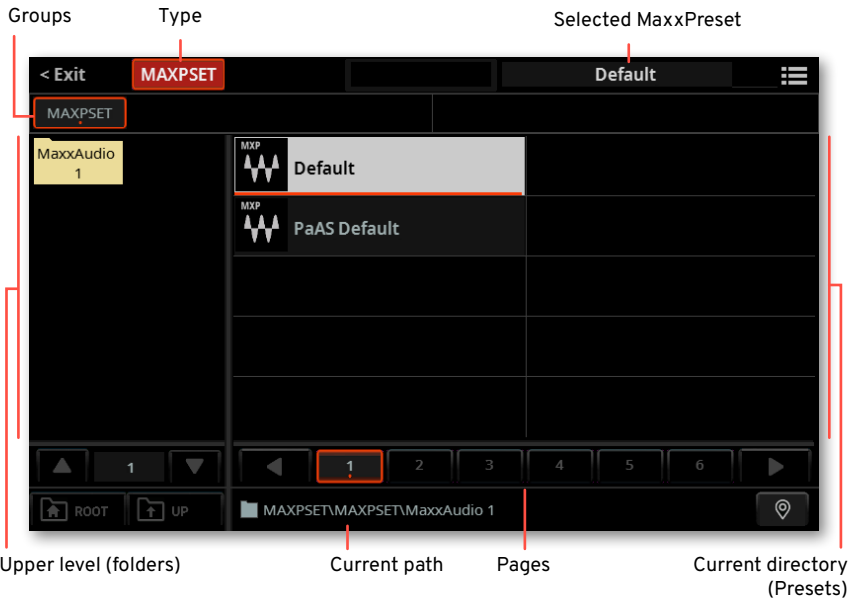 Groups
Type
Selected MaxxPreset
< Exit
MAXPSET
Default
MAXPSET
MaxxAudio
1
MXP
Default
MXP
PaAS Default
1
1
2
3
4
5
6
ROOT
UP
MAXPSET\MAXPSET\MaxxAudio 1
Upper level (folders)
Current path
Pages
Current directory
(Presets)